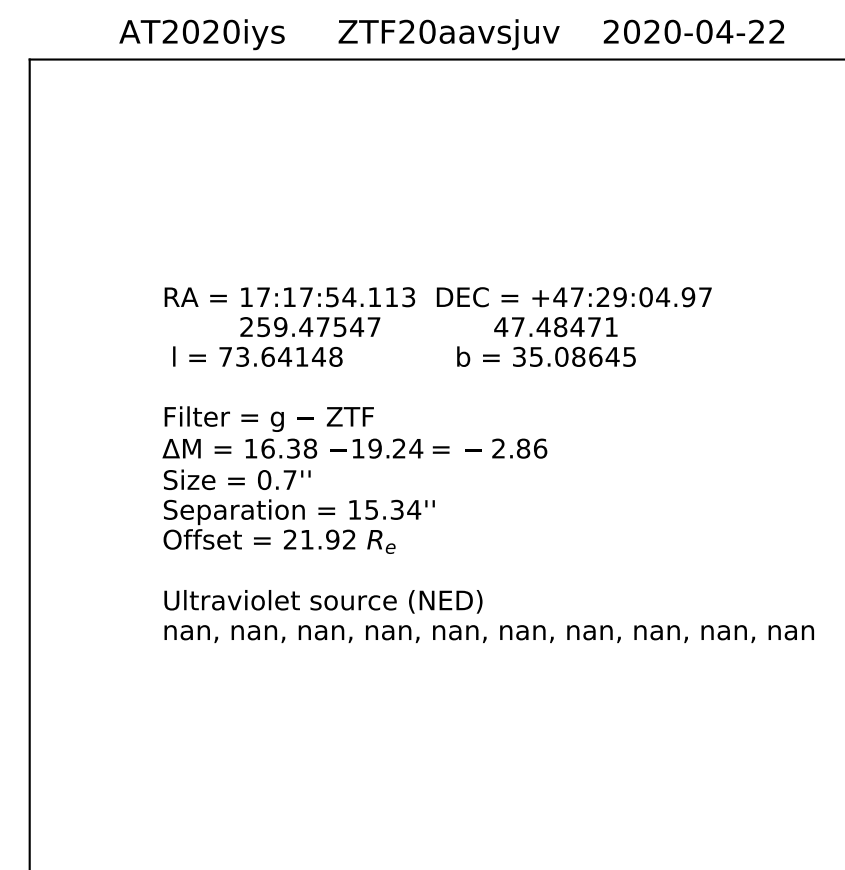 AT2020iys ZTF20aavsjuv 2020-04-22
RA = 17:17:54.113 DEC = +47:29:04.97
259.47547 47.48471
l = 73.64148 b = 35.08645
Filter = g − ZTF
ΔM = 16.38 −19.24 = − 2.86
Size = 0.7''
Separation = 15.34''
Offset = 21.92 Rₑ
Ultraviolet source (NED)
nan, nan, nan, nan, nan, nan, nan, nan, nan, nan